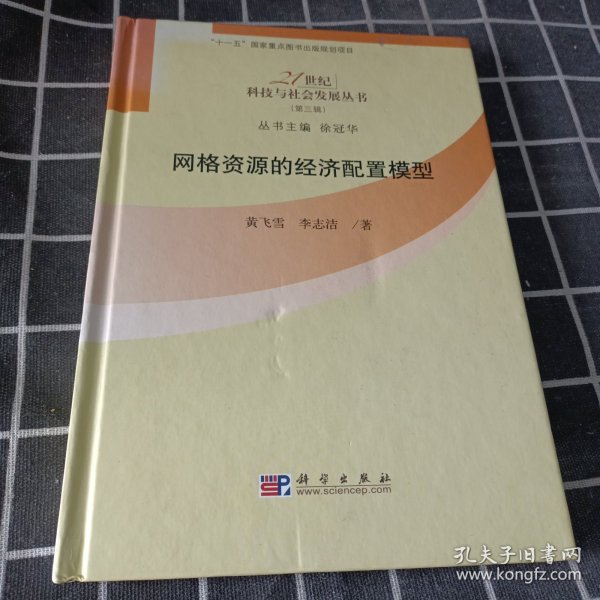 "十一五"国家重点图书出版规划项目
21世纪
科技与社会发展丛书
(第三辑)
丛书主编 徐冠华
网格资源的经济配置模型
黄飞雪 李志洁 /著
SP 科学出版社
www.sciencep.com
孔夫子旧书网
www.kongfz.com